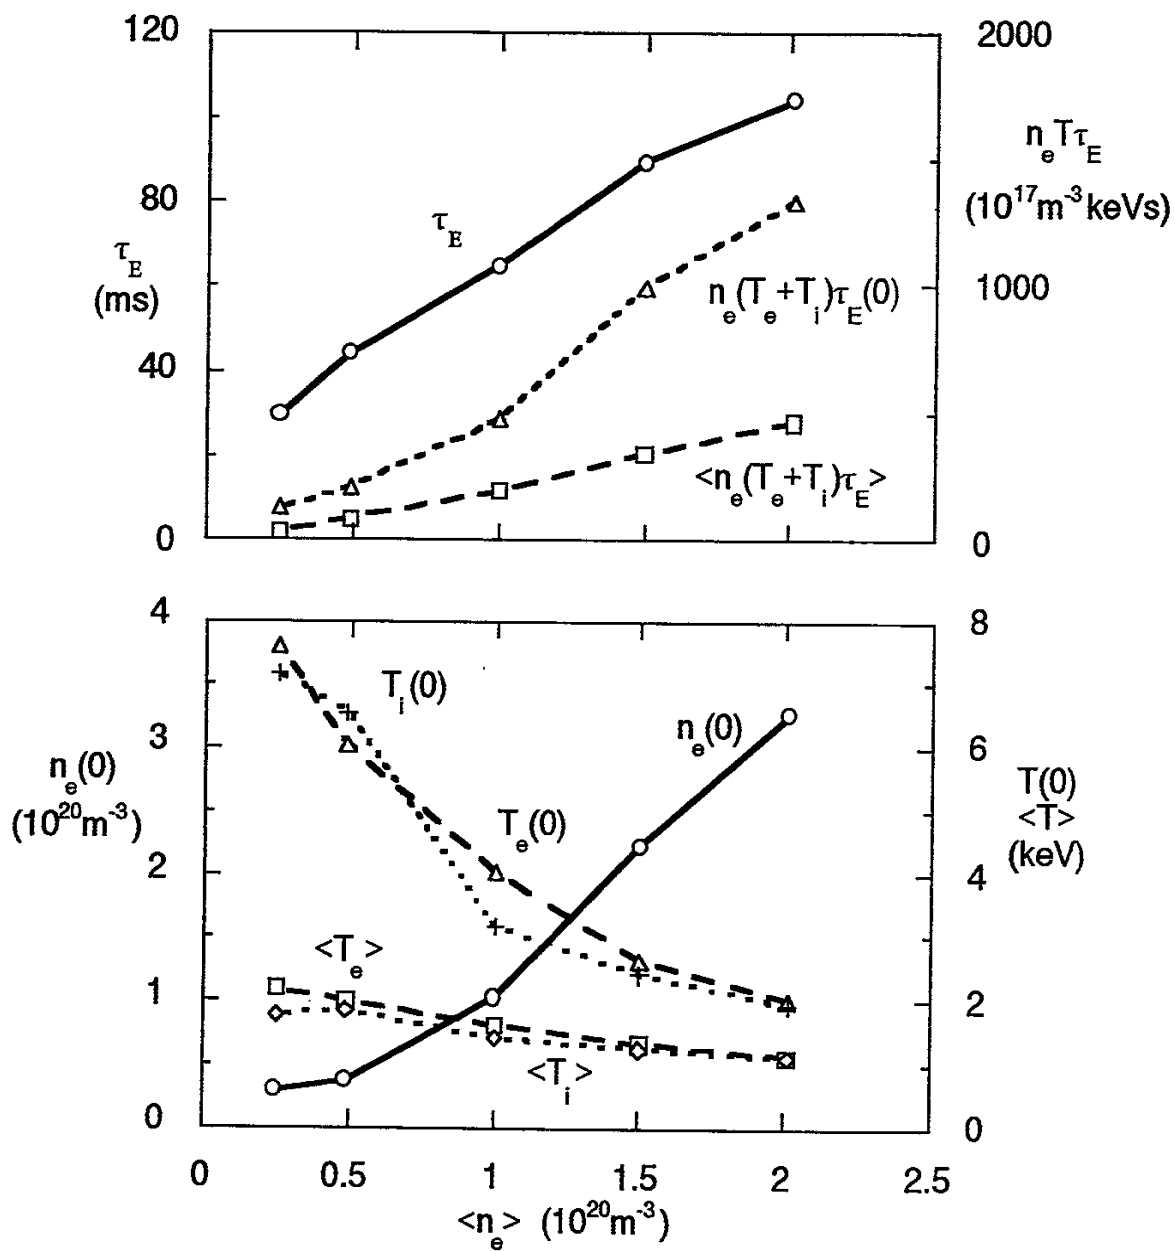 120
2000
n_e Tτ_E
(10^17 m^-3 keVs)
τ_E
80
τ_E
(ms)
n_e(T_e+T_i)τ_E(0)
1000
40
<n_e(T_e+T_i)τ_E>
0
0
4
8
T_i(0)
n_e(0)
3
6
n_e(0)
(10^20 m^-3)
T(0)
<T>
(keV)
T_e(0)
2
4
<T_e>
1
2
<T_i>
0
0
0 0.5 1 1.5 2 2.5
<n_e> (10^20 m^-3)